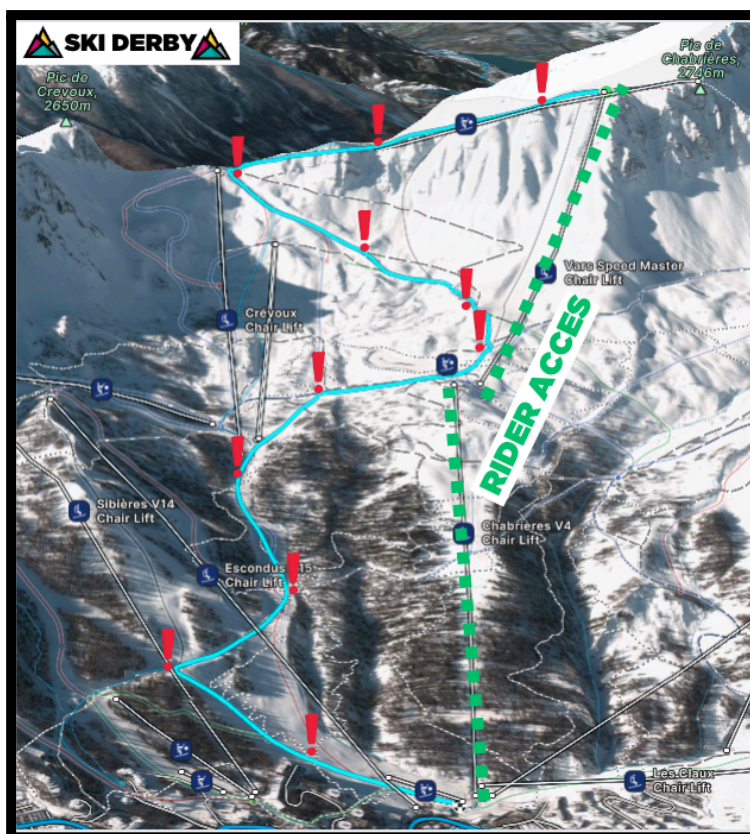 SKI DERBY
Pic de
Crevoux,
2650m
Pic de
Chabrières,
2746m
Vars Speed Master
Chair Lift
Crévoux
Chair Lift
RIDER ACCES
Sibières V14
Chair Lift
Chabrières V4
Chair Lift
Escondus 15
Chair Lift
Les Claux
Chair Lift